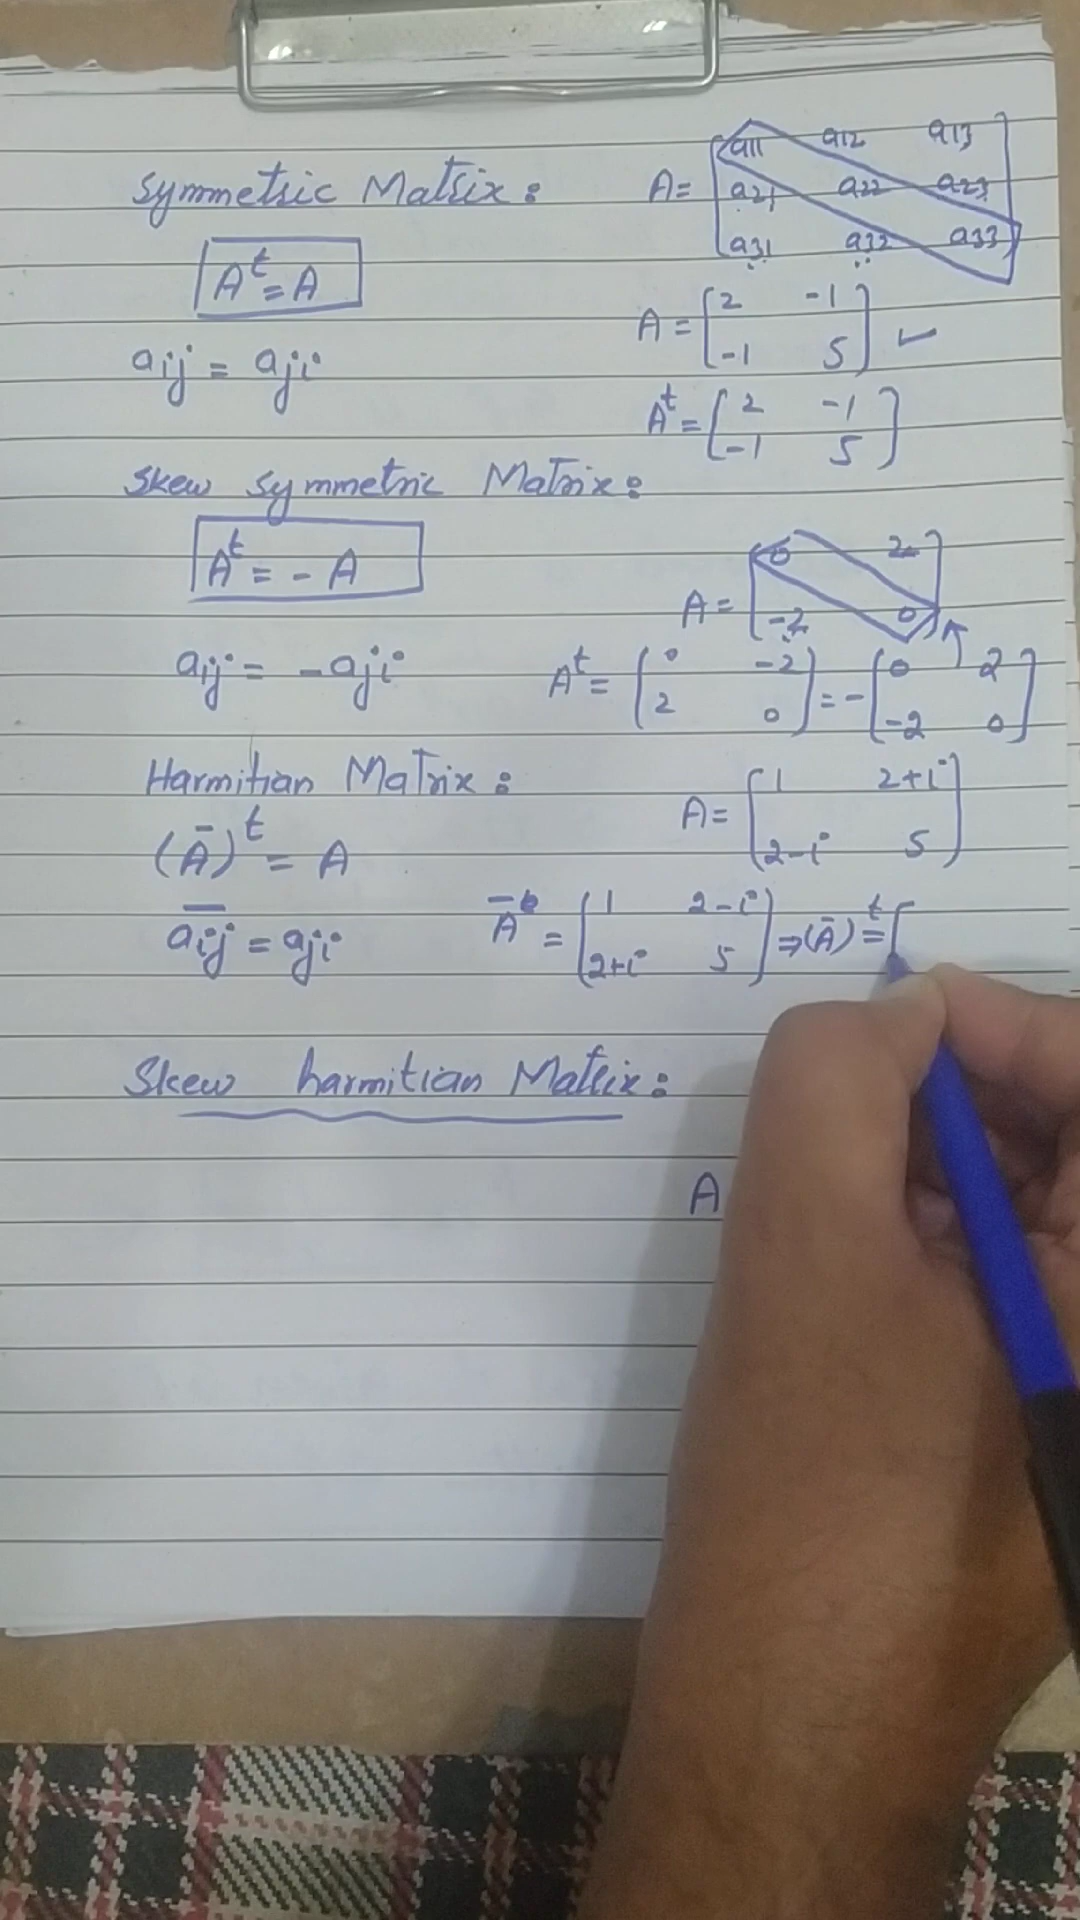 Symmetric Matrix: A = [a11 a12 a13
a21 a22 a23
a31 a32 a33]
A^t = A
A = [2 -1
-1 5] ✓
aij = aji
A^t = [2 -1
-1 5]
Skew symmetric Matrix:
A^t = - A
A = [0 2
-2 0]
aij = -aji A^t = [0 -2
2 0] = - [0 2
-2 0]
Harmitian Matrix: A = [1 2+i
2-i 5]
(Ā)^t = A
a̅i̅j̅ = aji Ā = [1 2-i
2+i 5] ⇒ (Ā)^t = [
Skew harmitian Matrix:
A